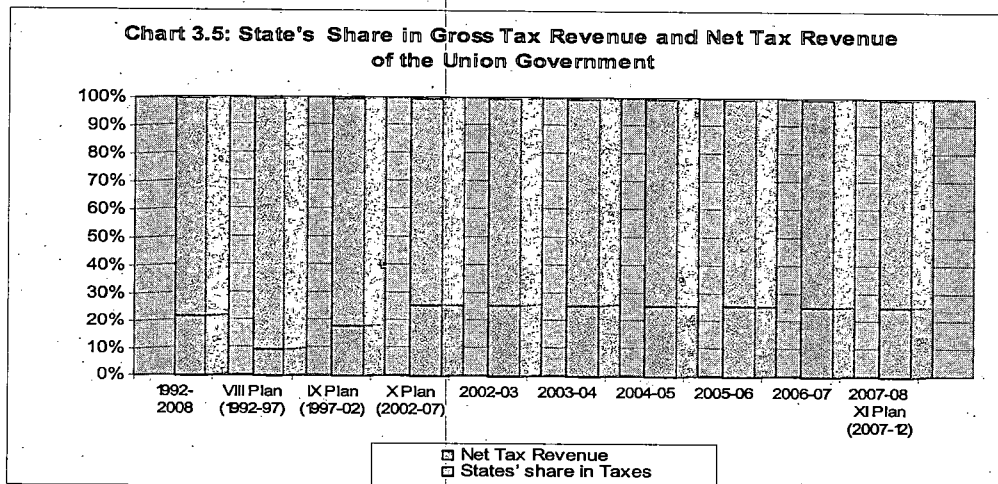 Chart 3.5: State's Share in Gross Tax Revenue and Net Tax Revenue
of the Union Government
100%
90%
80%
70%
60%
50%
40%
30%
20%
10%
0%
1992-
2008
VIII Plan
(1992-97)
IX Plan
(1997-02)
X Plan
(2002-07)
2002-03
2003-04
2004-05
2005-06
2006-07
2007-08
XI Plan
(2007-12)
Net Tax Revenue
States' share in Taxes